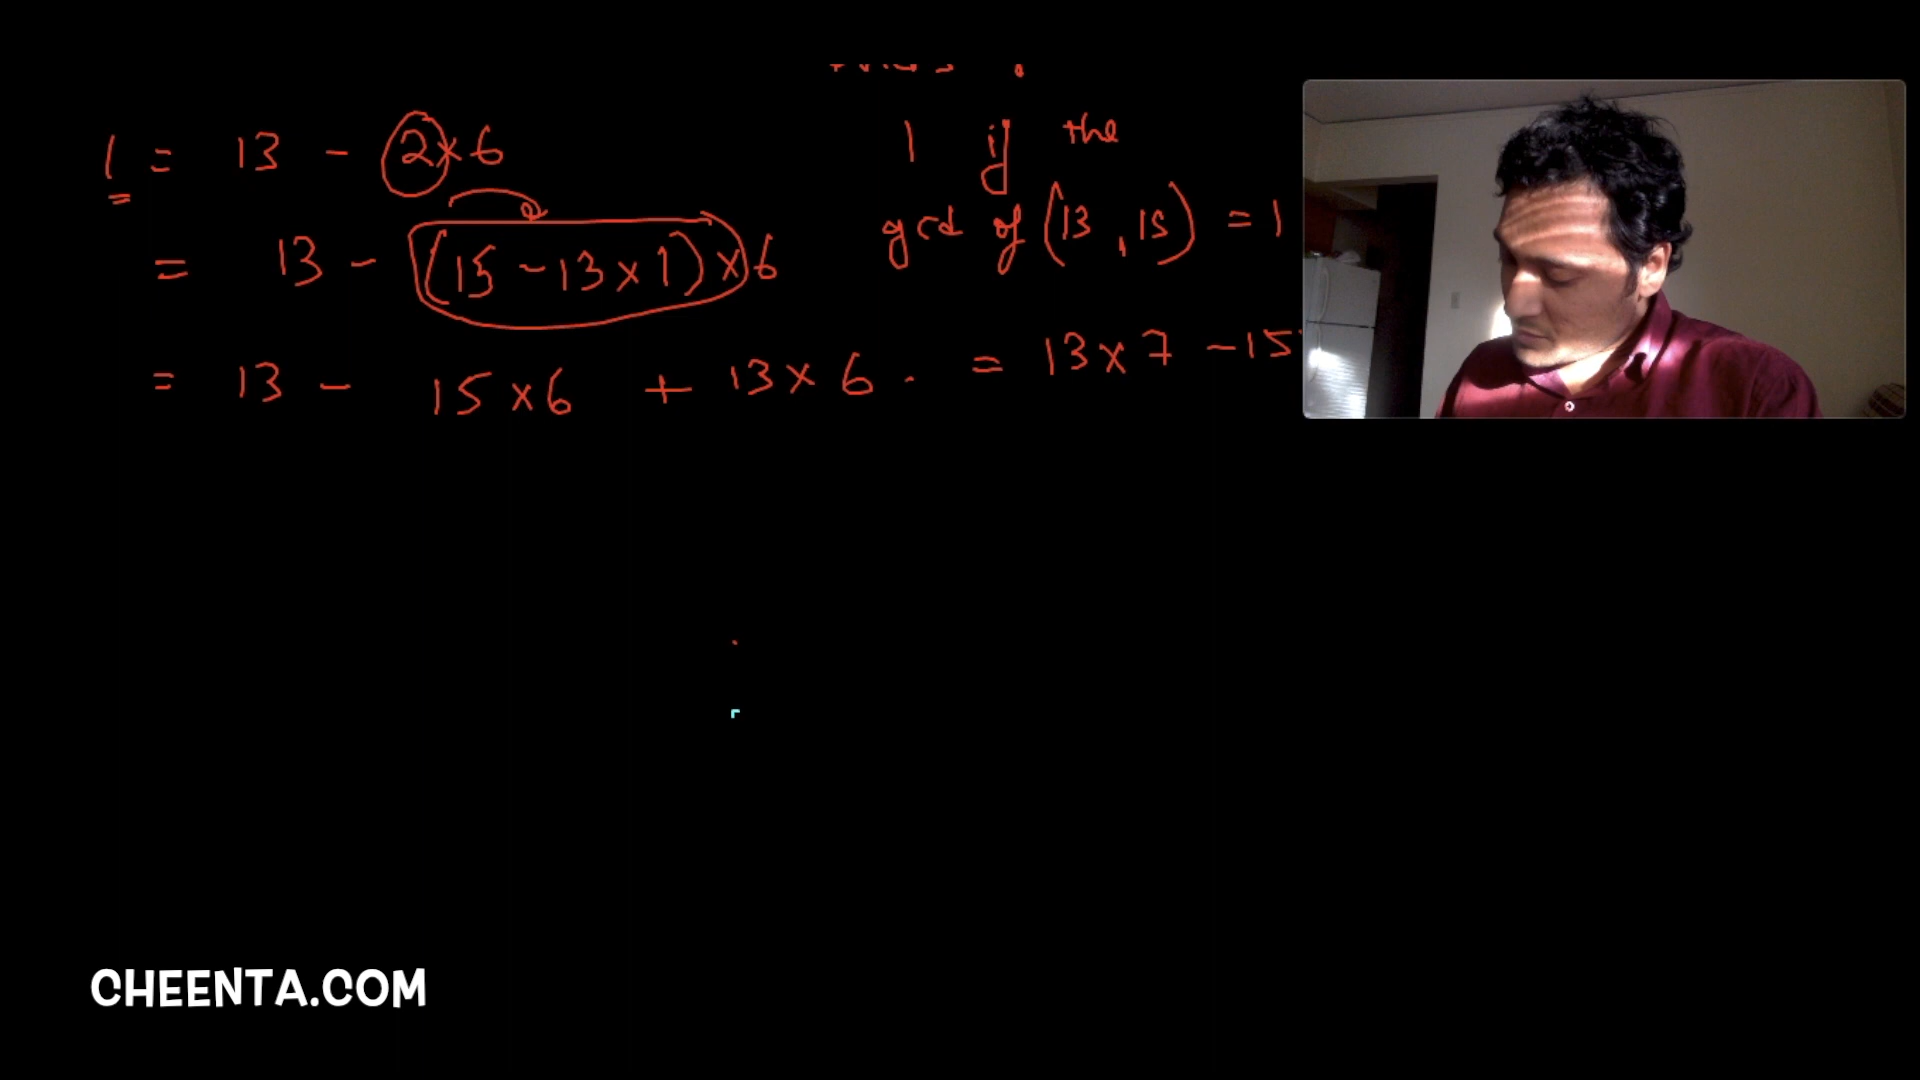 1 = 13 - 2×6
= 13 - (15 - 13×1)×6
= 13 - 15×6 + 13×6 . = 13×7 - 15
1 if the
gcd of (13, 15) = 1
CHEENTA.COM